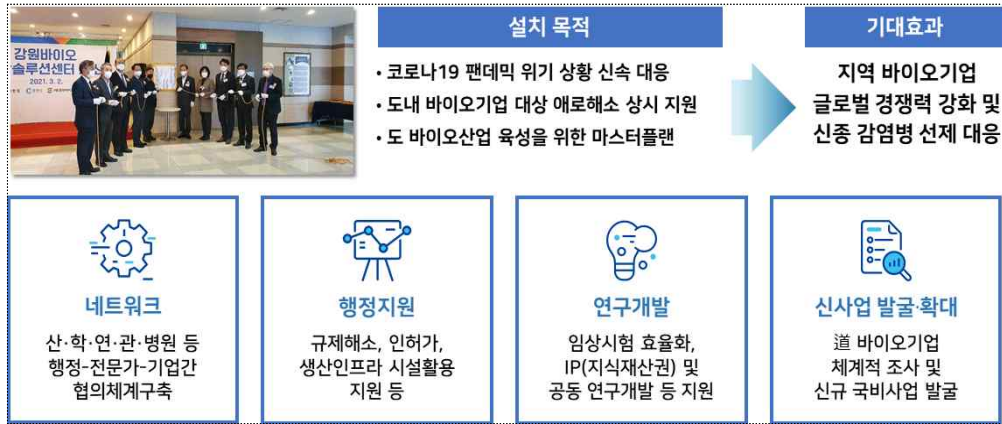 강원바이오
솔루션센터
2021. 3. 2.
설치 목적
• 코로나19 팬데믹 위기 상황 신속 대응
• 도내 바이오기업 대상 애로해소 상시 지원
• 도 바이오산업 육성을 위한 마스터플랜
기대효과
지역 바이오기업
글로벌 경쟁력 강화 및
신종 감염병 선제 대응
네트워크
산·학·연·관·병원 등
행정-전문가-기업간
협의체계구축
행정지원
규제해소, 인허가,
생산인프라 시설활용
지원 등
연구개발
임상시험 효율화,
IP(지식재산권) 및
공동 연구개발 등 지원
신사업 발굴·확대
道 바이오기업
체계적 조사 및
신규 국비사업 발굴